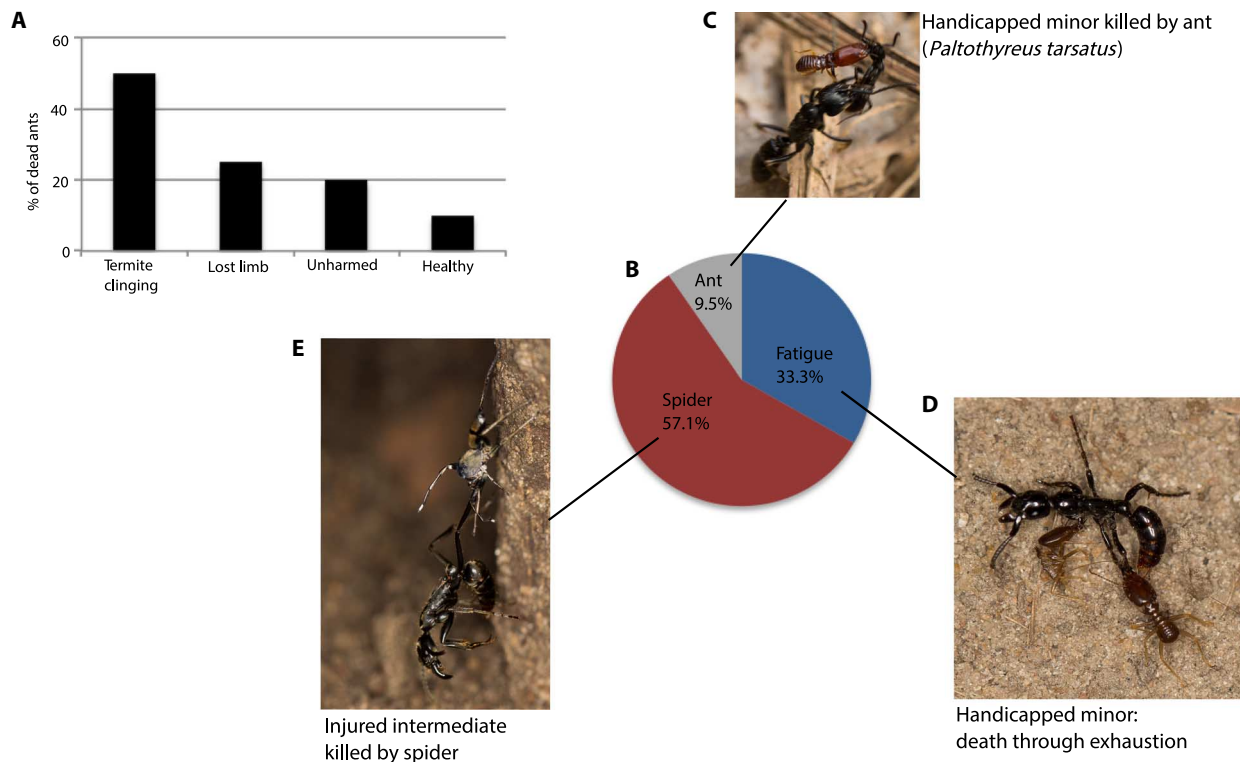 A
60
40
20
0
% of dead ants
Termite
clinging
Lost limb
Unharmed
Healthy
C
Handicapped minor killed by ant
(Paltothyreus tarsatus)
B
Ant
9.5%
Fatigue
33.3%
Spider
57.1%
E
Injured intermediate
killed by spider
D
Handicapped minor:
death through exhaustion